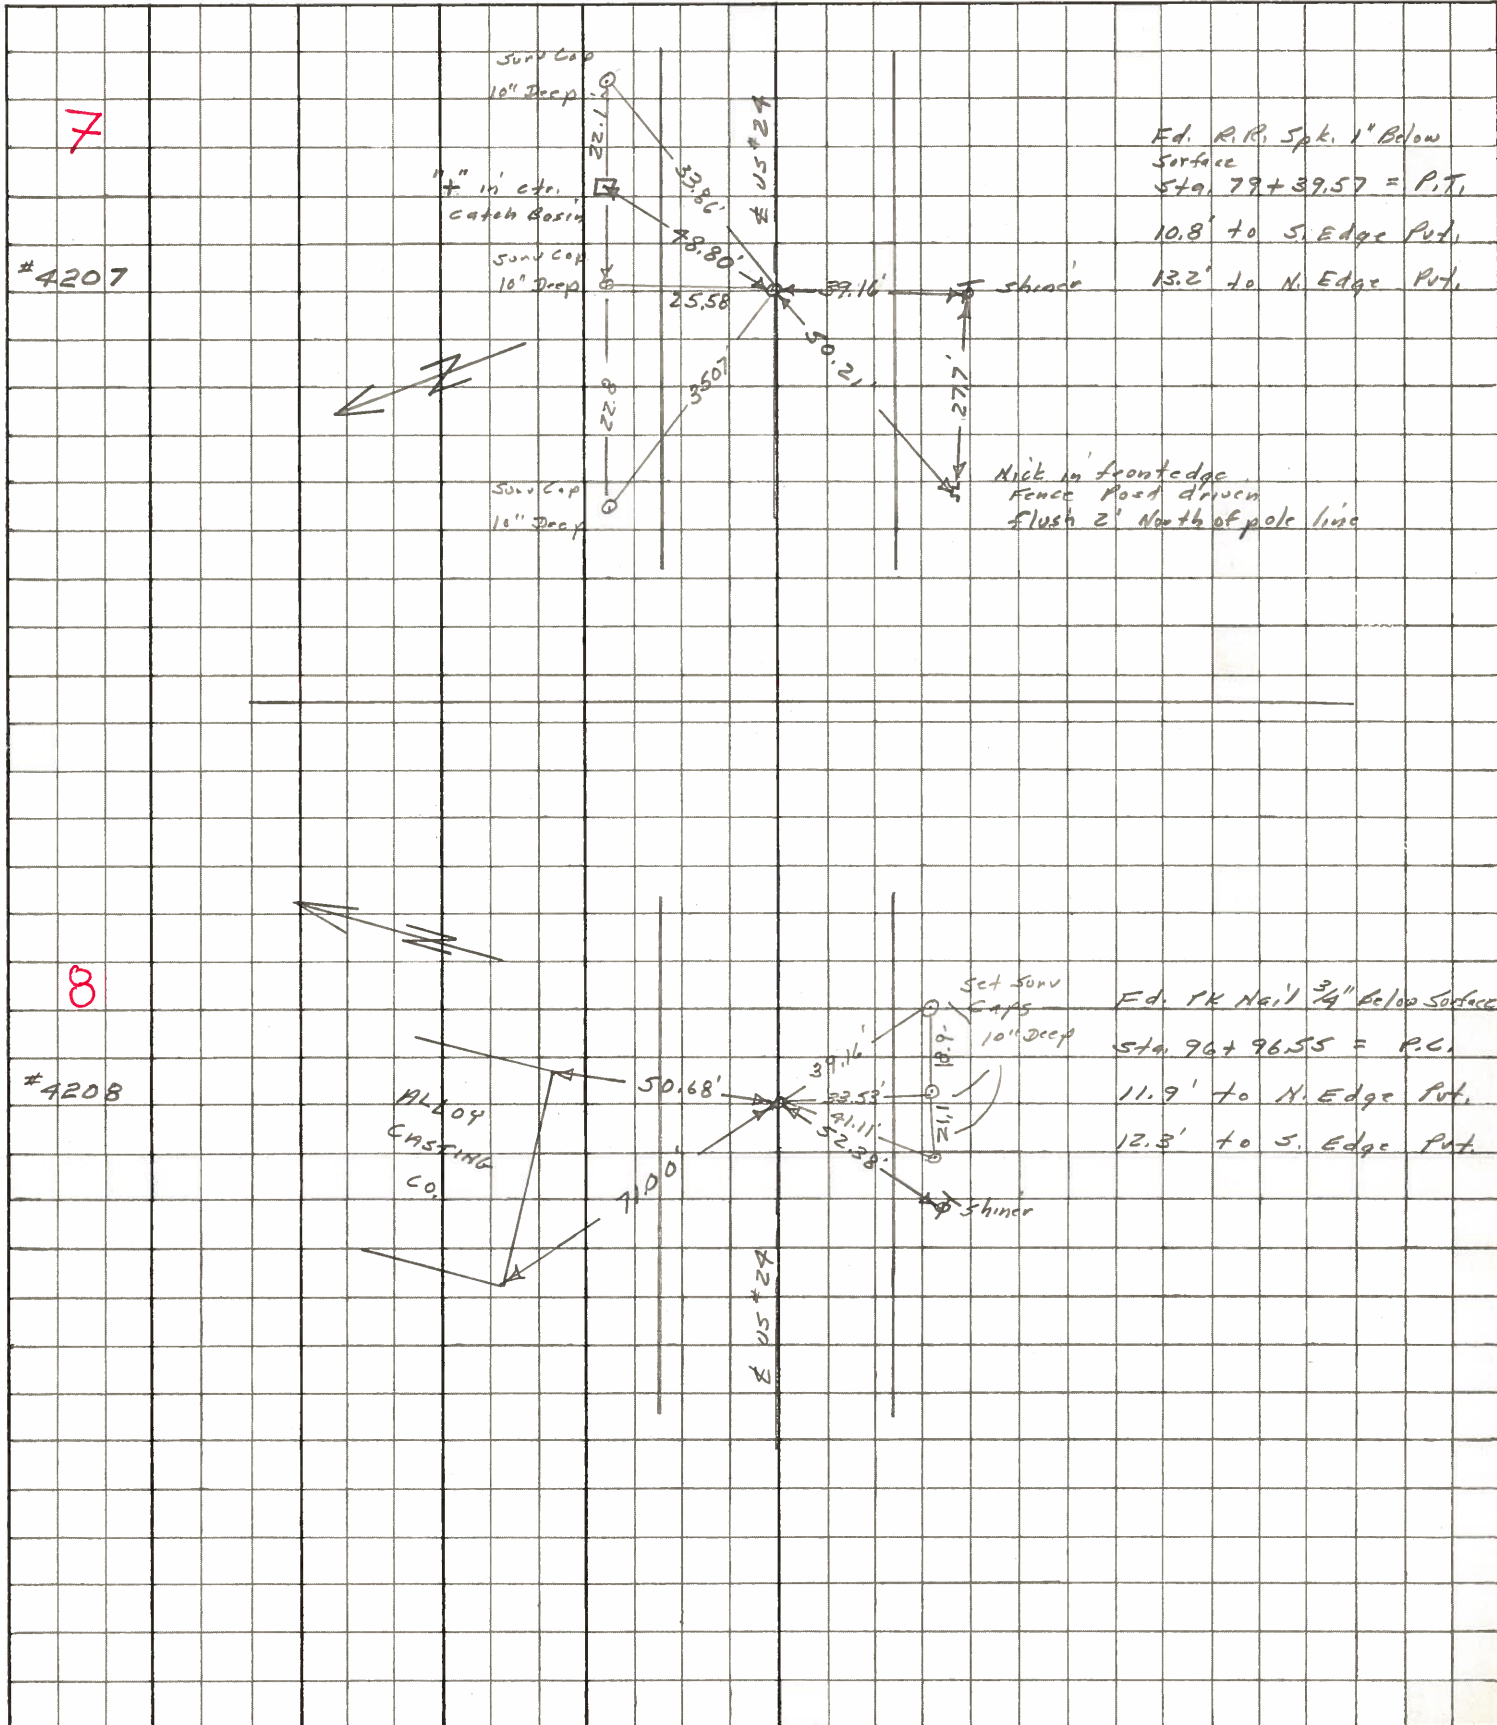 7
#4207
Surv Cap
10" Deep
22.1'
33.86'
"+" in ctr.
Catch Basin
48.80'
Surv Cap
10" Deep
25.58
39.16'
shiner
℄ US #24
22.8
3507
50.21'
27.7'
Surv Cap
10" Deep
N
Nick in front edge
Fence Post driven
flush 2' North of pole line
Fd. R.R. Spk. 1" Below
Surface
Sta. 79+39.57 = P.T.
10.8' to S. Edge Pvt.
13.2' to N. Edge Pvt.
8
#4208
N
ALLOY
CASTING
CO.
50.68'
71.00'
39.16'
33.53'
41.11'
52.38'
18.9'
21.1
Set Surv
Caps
10" Deep
shiner
℄ US #24
Fd. PK Nail 3/4" Below Surface
Sta. 96+96.55 = P.C.
11.9' to N. Edge Pvt.
12.3' to S. Edge Pvt.